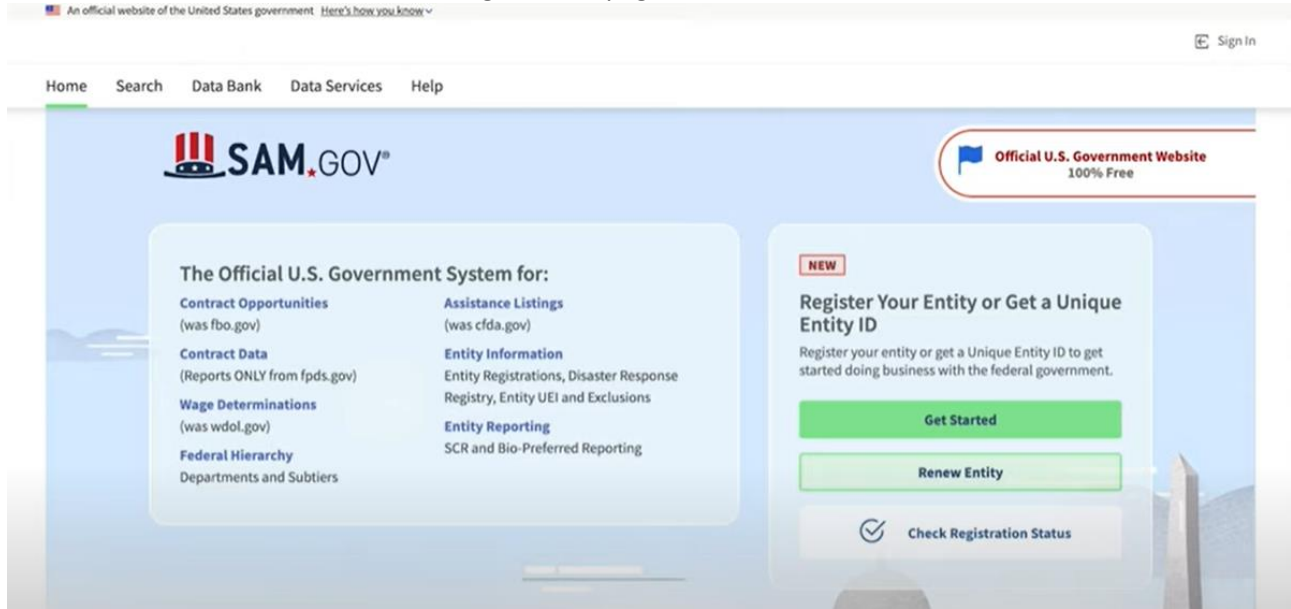 An official website of the United States government Here's how you know
Sign In
Home Search Data Bank Data Services Help
SAM.GOV®
Official U.S. Government Website
100% Free
The Official U.S. Government System for:
Contract Opportunities
(was fbo.gov)
Contract Data
(Reports ONLY from fpds.gov)
Wage Determinations
(was wdol.gov)
Federal Hierarchy
Departments and Subtiers
Assistance Listings
(was cfda.gov)
Entity Information
Entity Registrations, Disaster Response
Registry, Entity UEI and Exclusions
Entity Reporting
SCR and Bio-Preferred Reporting
NEW
Register Your Entity or Get a Unique
Entity ID
Register your entity or get a Unique Entity ID to get
started doing business with the federal government.
Get Started
Renew Entity
Check Registration Status